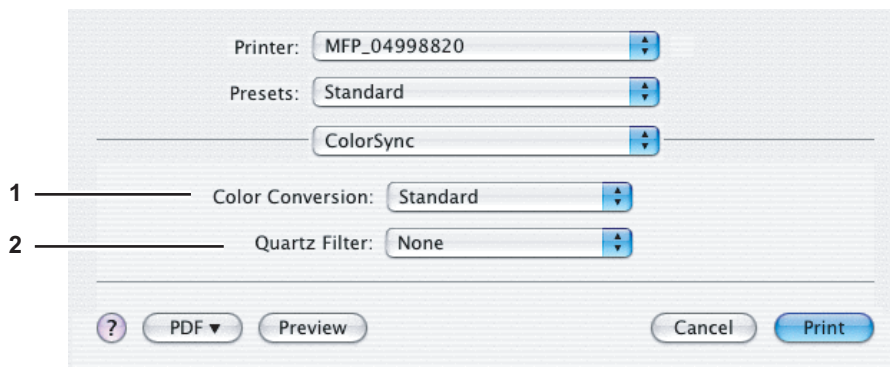 Printer: MFP_04998820
Presets: Standard
ColorSync
1 Color Conversion: Standard
2 Quartz Filter: None
? PDF▼ Preview Cancel Print